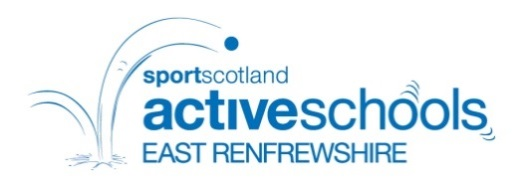 sportscotland
activeschools
EAST RENFREWSHIRE